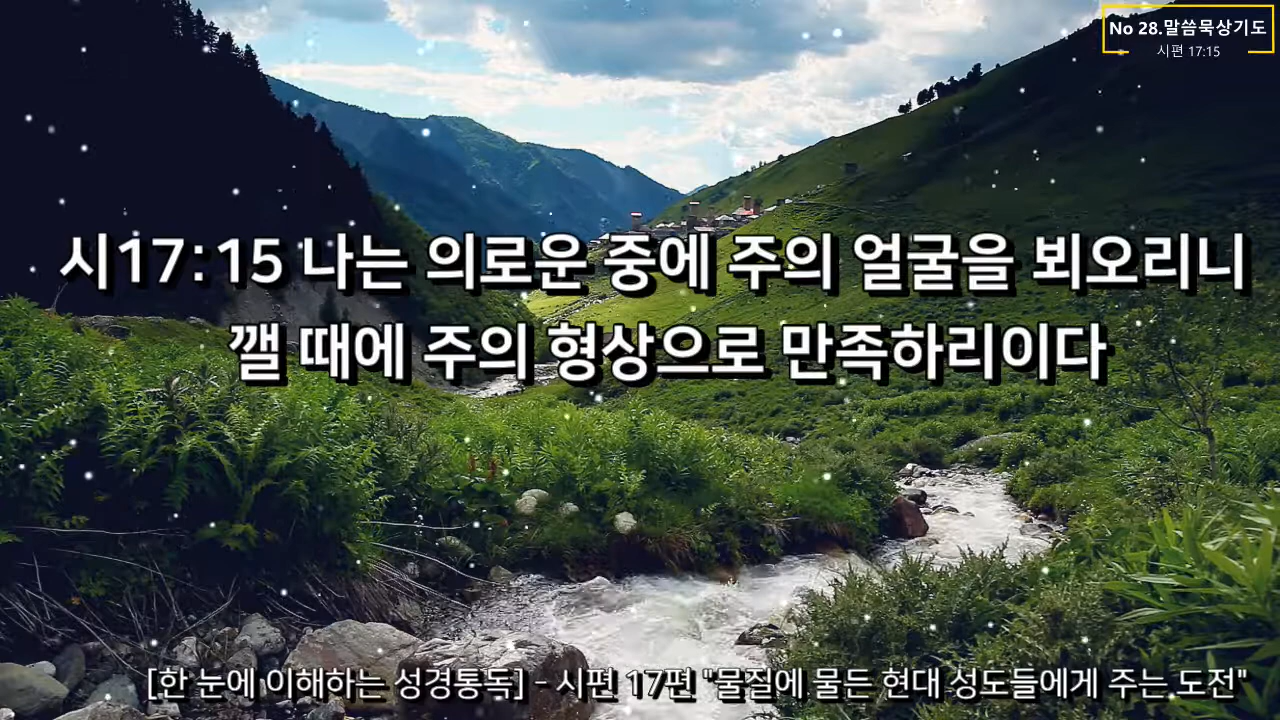 No 28.말씀묵상기도
시편 17:15
시17:15 나는 의로운 중에 주의 얼굴을 뵈오리니
깰 때에 주의 형상으로 만족하리이다
[한 눈에 이해하는 성경통독] - 시편 17편 "물질에 물든 현대 성도들에게 주는 도전"